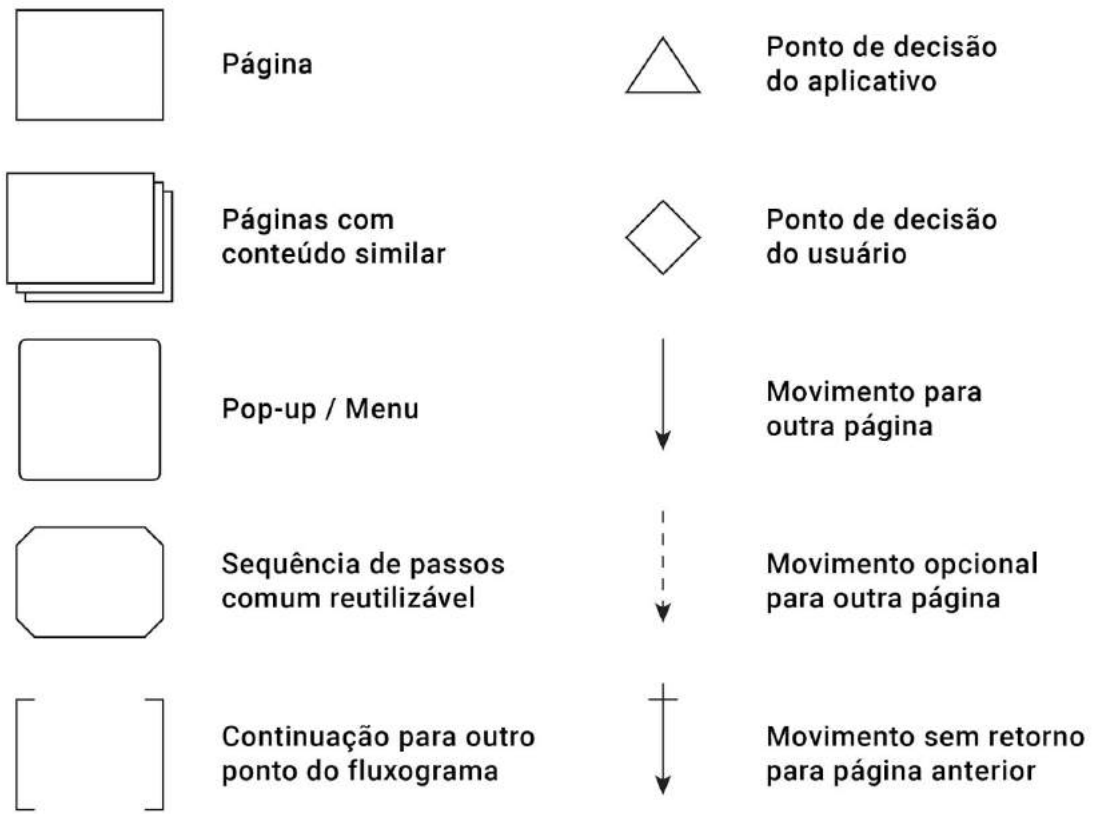 Página
Ponto de decisão
do aplicativo
Páginas com
conteúdo similar
Ponto de decisão
do usuário
Pop-up / Menu
Movimento para
outra página
Sequência de passos
comum reutilizável
Movimento opcional
para outra página
Continuação para outro
ponto do fluxograma
Movimento sem retorno
para página anterior